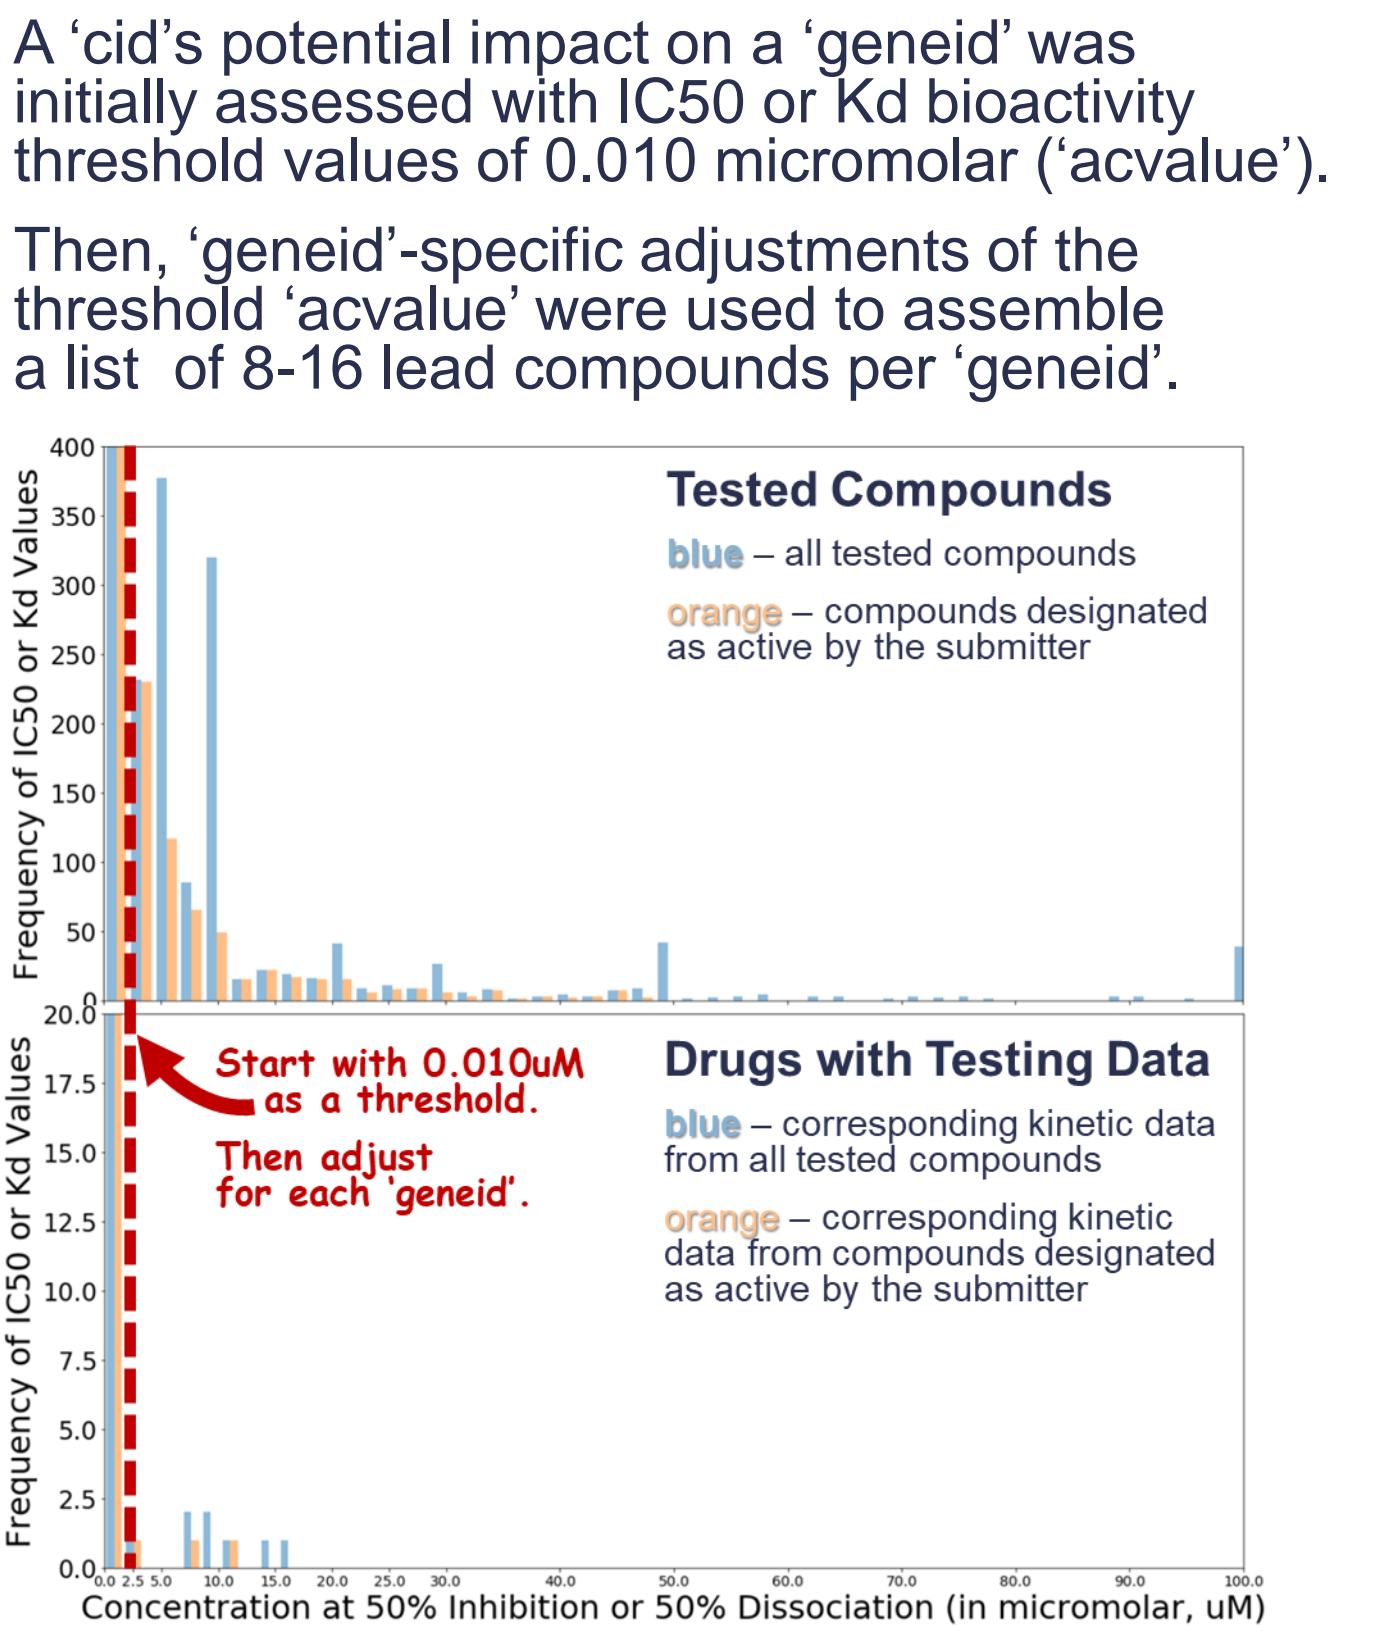 A ‘cid’s potential impact on a ‘geneid’ was
initially assessed with IC50 or Kd bioactivity
threshold values of 0.010 micromolar (‘acvalue’).
Then, ‘geneid’-specific adjustments of the
threshold ‘acvalue’ were used to assemble
a list  of 8-16 lead compounds per ‘geneid’.
Frequency of IC50 or Kd Values
400
350
300
250
200
150
100
50
0
Tested Compounds
blue – all tested compounds
orange – compounds designated
as active by the submitter
Frequency of IC50 or Kd Values
20.0
17.5
15.0
12.5
10.0
7.5
5.0
2.5
0.0
Start with 0.010uM
as a threshold.
Then adjust
for each ‘geneid’.
Drugs with Testing Data
blue – corresponding kinetic data
from all tested compounds
orange – corresponding kinetic
data from compounds designated
as active by the submitter
0.0 2.5 5.0 10.0 15.0 20.0 25.0 30.0 40.0 50.0 60.0 70.0 80.0 90.0 100.0
Concentration at 50% Inhibition or 50% Dissociation (in micromolar, uM)